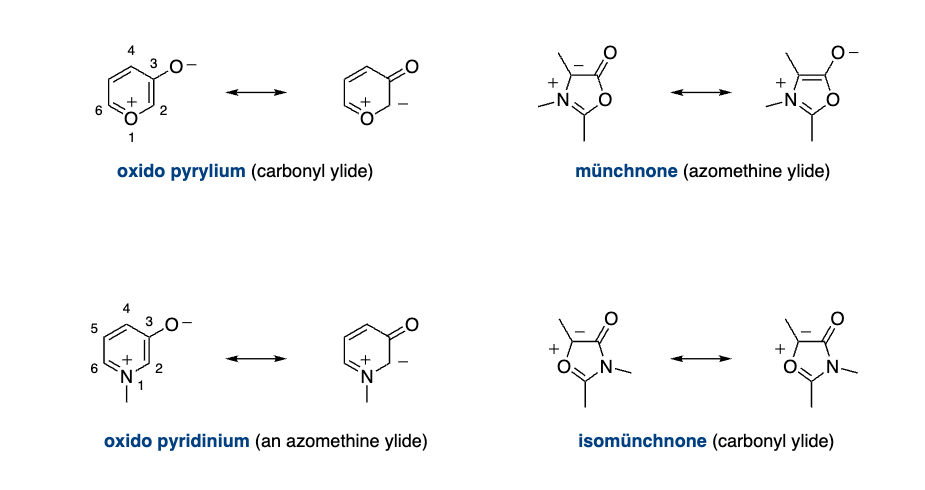 4
3
O −
6
+
2
O
1
O
+
−
O
oxido pyrylium (carbonyl ylide)
−
O
+
N
O
O −
+
N
O
münchnone (azomethine ylide)
4
5
3
O −
6
+
2
N
1
O
+
−
N
oxido pyridinium (an azomethine ylide)
O
−
+
O
N
O
−
+
O
N
isomünchnone (carbonyl ylide)